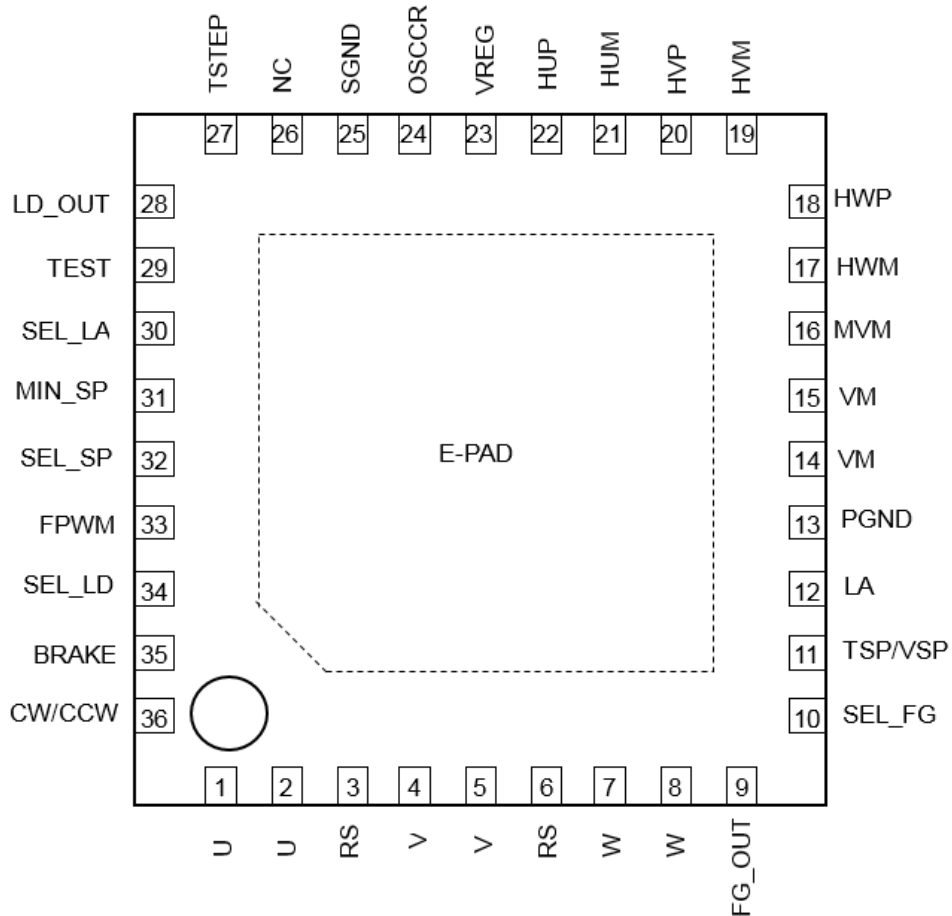 TSTEP NC SGND OSCCR VREG HUP HUM HVP HVM
27 26 25 24 23 22 21 20 19
LD_OUT 28 18 HWP
TEST 29 17 HWM
SEL_LA 30 16 MVM
MIN_SP 31 15 VM
SEL_SP 32 E-PAD 14 VM
FPWM 33 13 PGND
SEL_LD 34 12 LA
BRAKE 35 11 TSP/VSP
CW/CCW 36 10 SEL_FG
1 2 3 4 5 6 7 8 9
U U RS V V RS W W FG_OUT